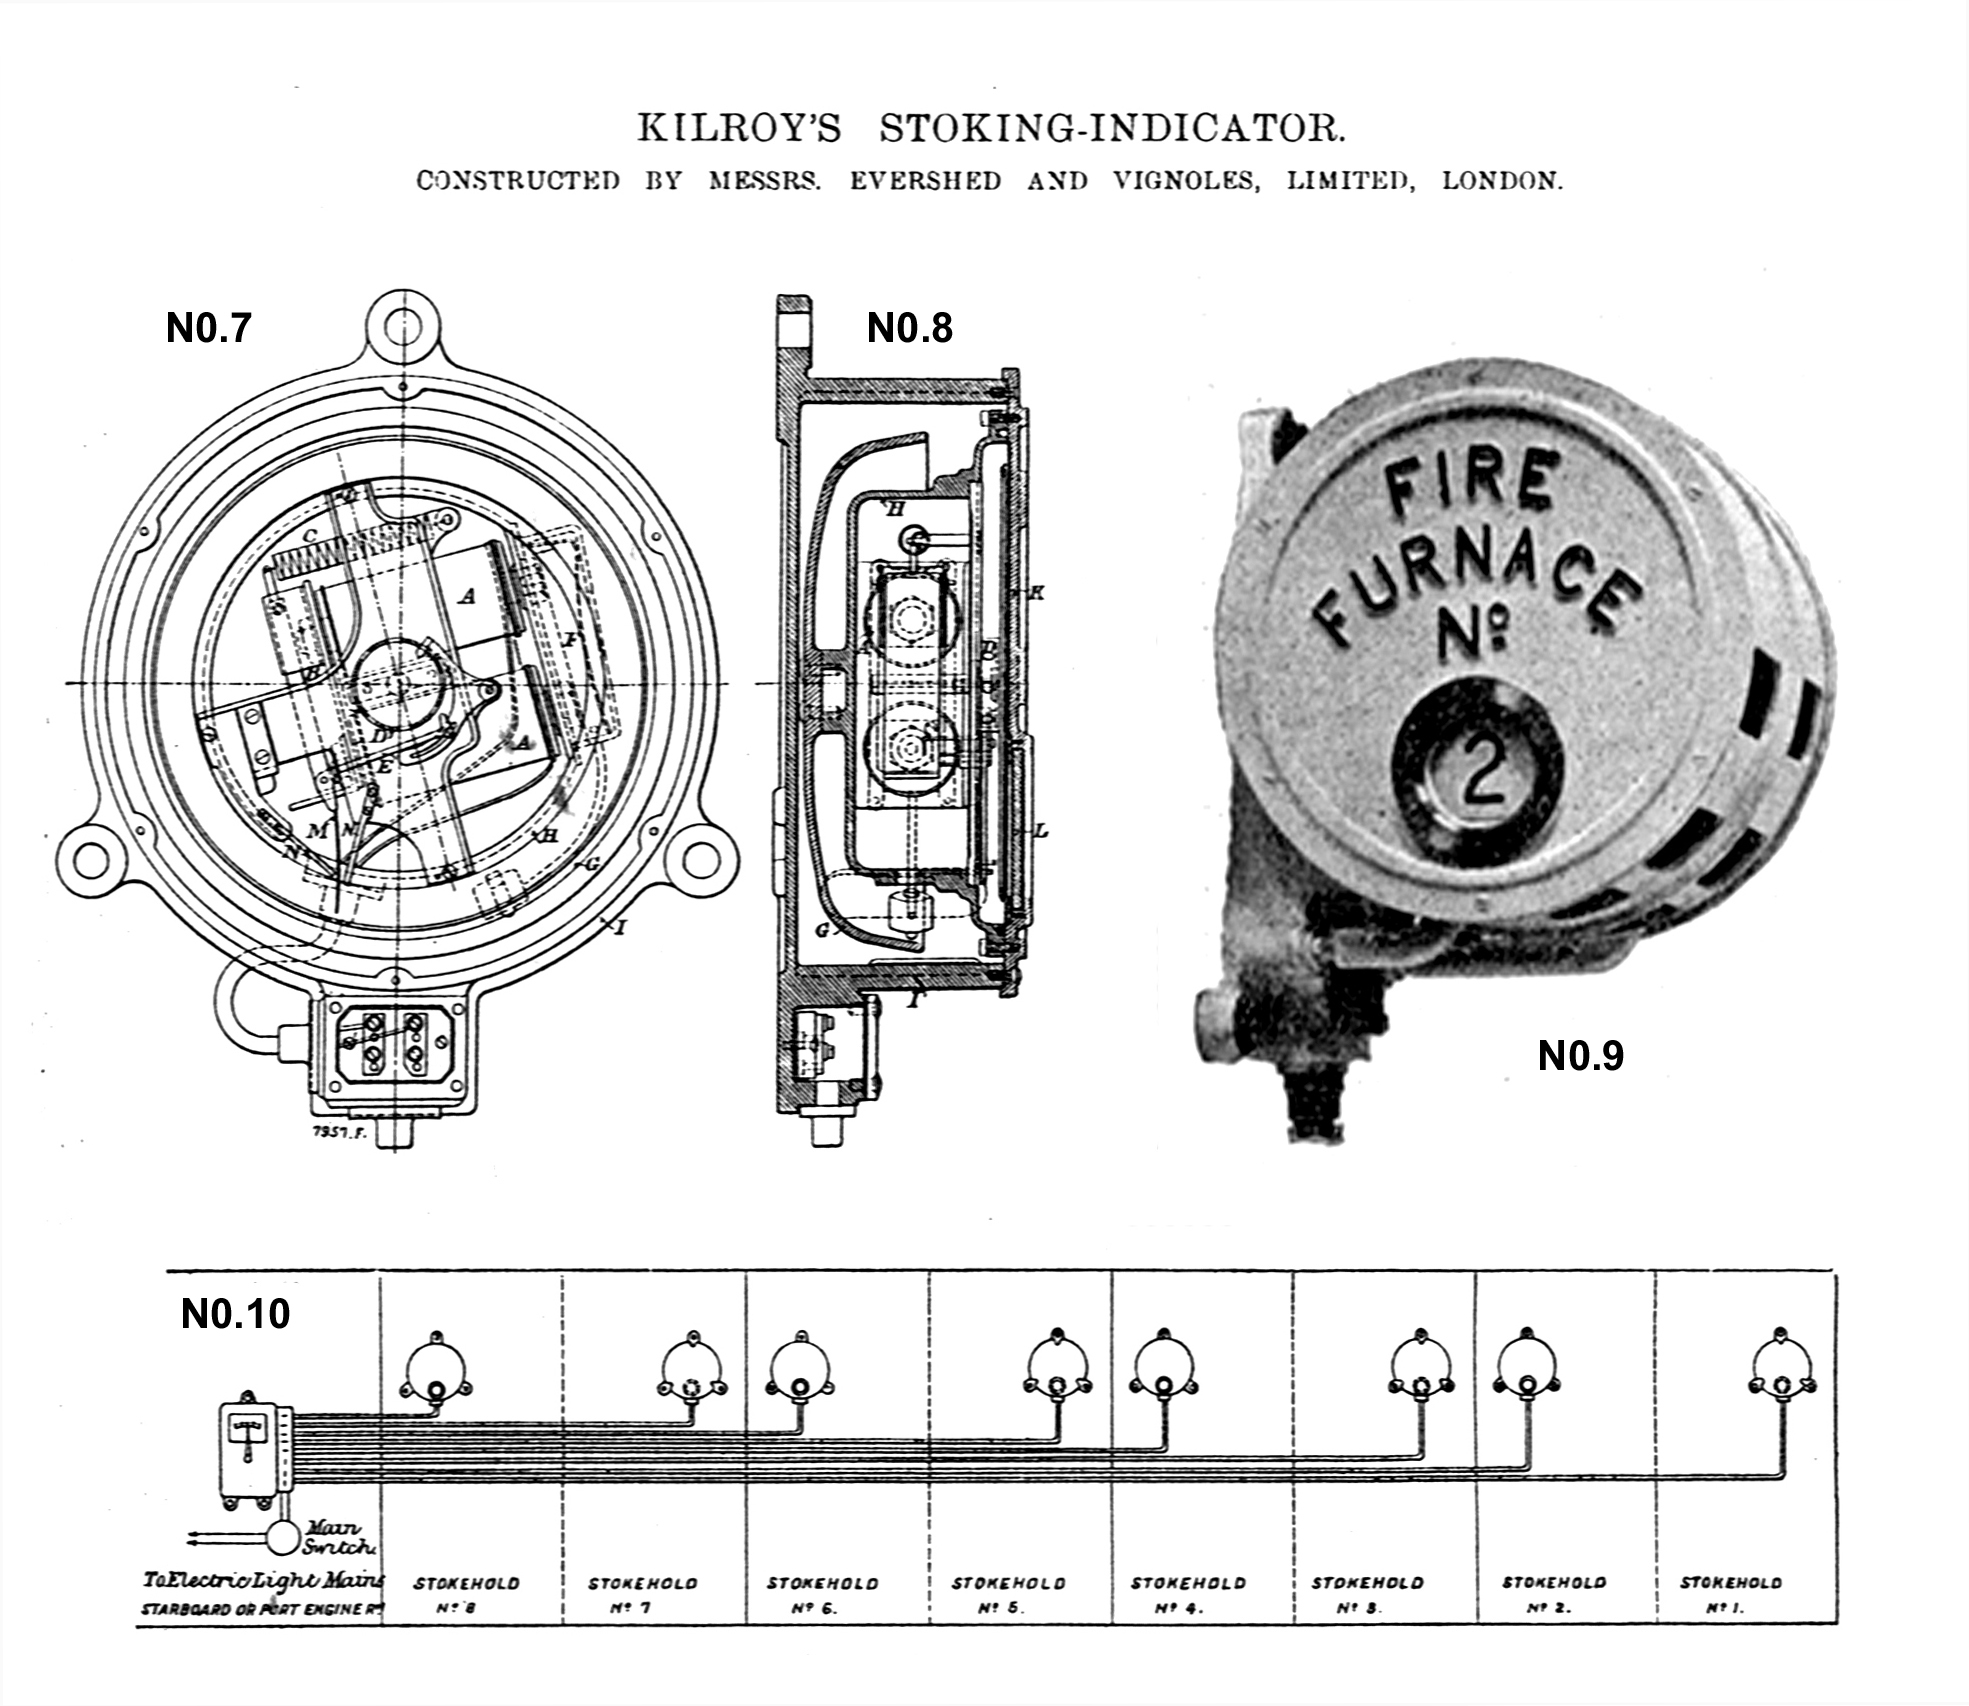 KILROY'S STOKING-INDICATOR.
CONSTRUCTED BY MESSRS. EVERSHED AND VIGNOLES, LIMITED, LONDON.
N0.7
N0.8
C
A
F
B
D
A
E
M
N
N
H
G
I
7957.F.
H
K
L
G
I
FIRE
FURNACE
Nº
2
N0.9
N0.10
Main
Switch.
To Electric Light Mains
STARBOARD OR PORT ENGINE RM
STOKEHOLD
Nº 8
STOKEHOLD
Nº 7
STOKEHOLD
Nº 6.
STOKEHOLD
Nº 5.
STOKEHOLD
Nº 4.
STOKEHOLD
Nº 3.
STOKEHOLD
Nº 2.
STOKEHOLD
Nº 1.